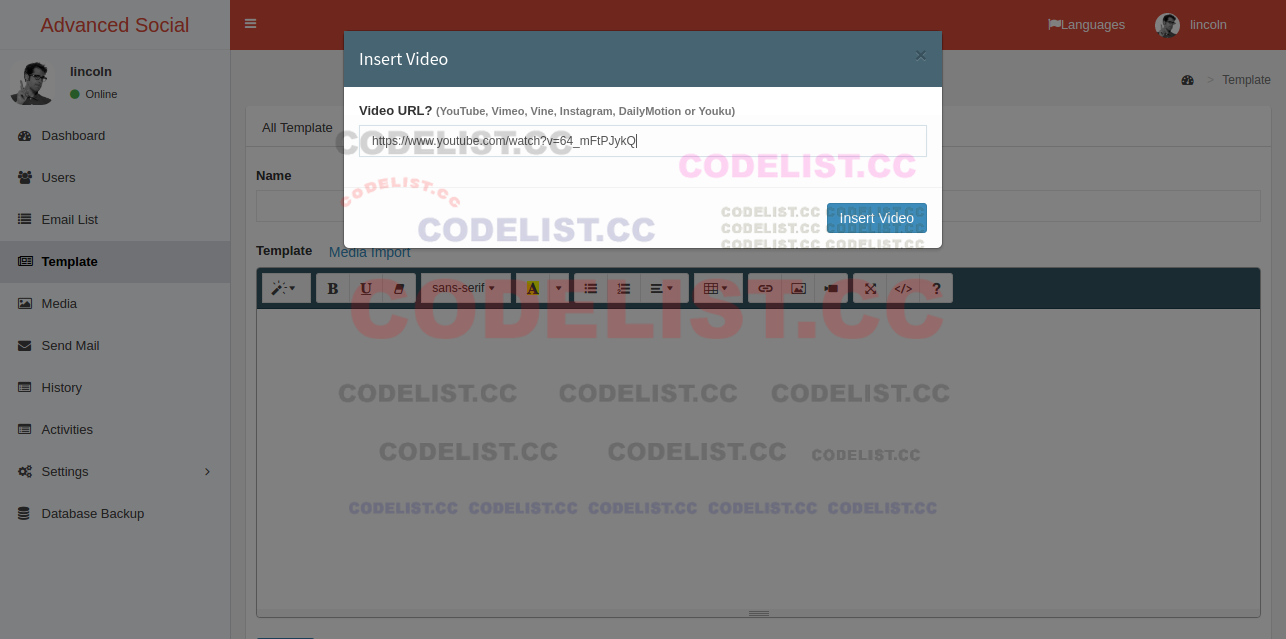 Advanced Social
Languages
lincoln
lincoln
Online
Insert Video
×
> Template
Video URL? (YouTube, Vimeo, Vine, Instagram, DailyMotion or Youku)
https://www.youtube.com/watch?v=64_mFtPJykQ
Insert Video
All Template
Name
Template Media Import
B U sans-serif A </> ?
Dashboard
Users
Email List
Template
Media
Send Mail
History
Activities
Settings
Database Backup
CODELIST.CC
CODELIST.CC
CODELIST.CC
CODELIST.CC
CODELIST.CC CODELIST.CC
CODELIST.CC CODELIST.CC
CODELIST.CC CODELIST.CC
CODELIST.CC
CODELIST.CC CODELIST.CC CODELIST.CC
CODELIST.CC CODELIST.CC CODELIST.CC
CODELIST.CC CODELIST.CC CODELIST.CC CODELIST.CC CODELIST.CC